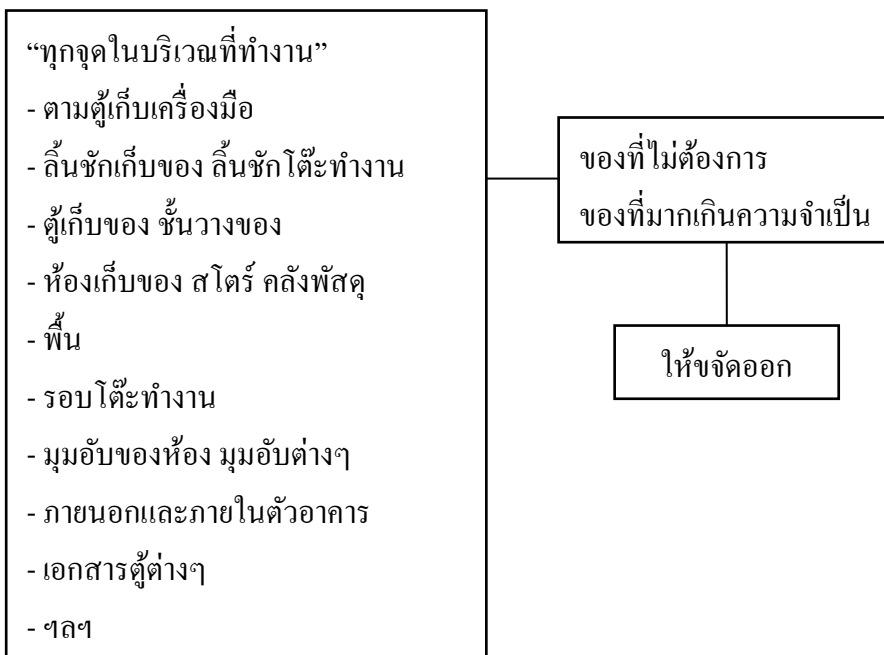 “ทุกจุดในบริเวณที่ทำงาน”
- ตามตู้เก็บเครื่องมือ
- ลิ้นชักเก็บของ ลิ้นชักโต๊ะทำงาน
- ตู้เก็บของ ชั้นวางของ
- ห้องเก็บของ สโตร์ คลังพัสดุ
- พื้น
- รอบโต๊ะทำงาน
- มุมอับของห้อง มุมอับต่างๆ
- ภายนอกและภายในตัวอาคาร
- เอกสารตู้ต่างๆ
- ฯลฯ
ของที่ไม่ต้องการ
ของที่มากเกินความจำเป็น
ให้ขจัดออก